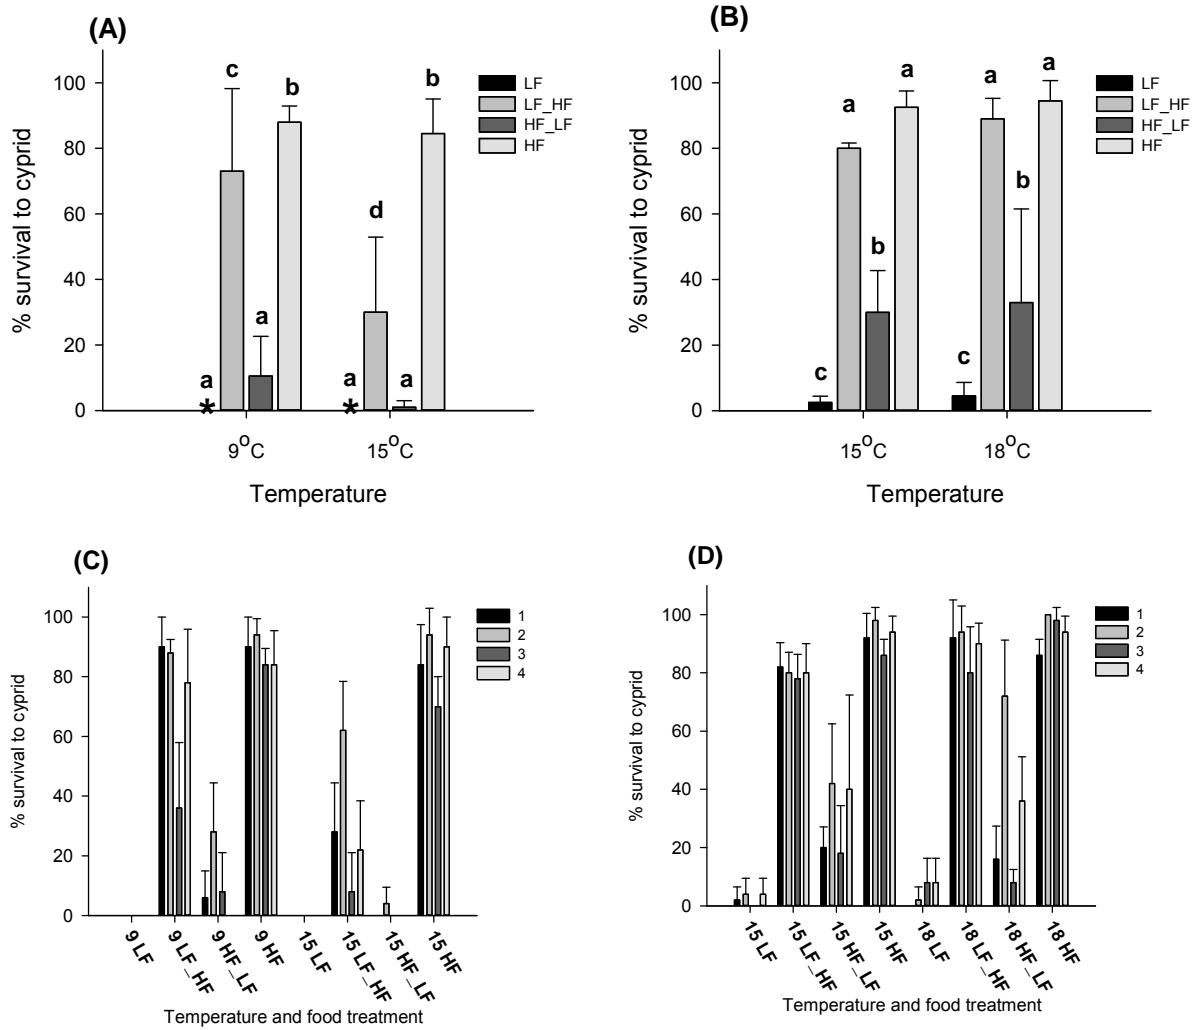 (A)
% survival to cyprid
100
80
60
40
20
0
c
b
a
a
b
d
a
a
*
*
LF
LF_HF
HF_LF
HF
9°C
15°C
Temperature
(B)
% survival to cyprid
100
80
60
40
20
0
a
a
b
c
a
a
b
c
LF
LF_HF
HF_LF
HF
15°C
18°C
Temperature
(C)
% survival to cyprid
100
80
60
40
20
0
1
2
3
4
9 LF
9 LF_HF
9 HF_LF
9 HF
15 LF
15 LF_HF
15 HF_LF
15 HF
Temperature and food treatment
(D)
% survival to cyprid
100
80
60
40
20
0
1
2
3
4
15 LF
15 LF_HF
15 HF_LF
15 HF
18 LF
18 LF_HF
18 HF_LF
18 HF
Temperature and food treatment